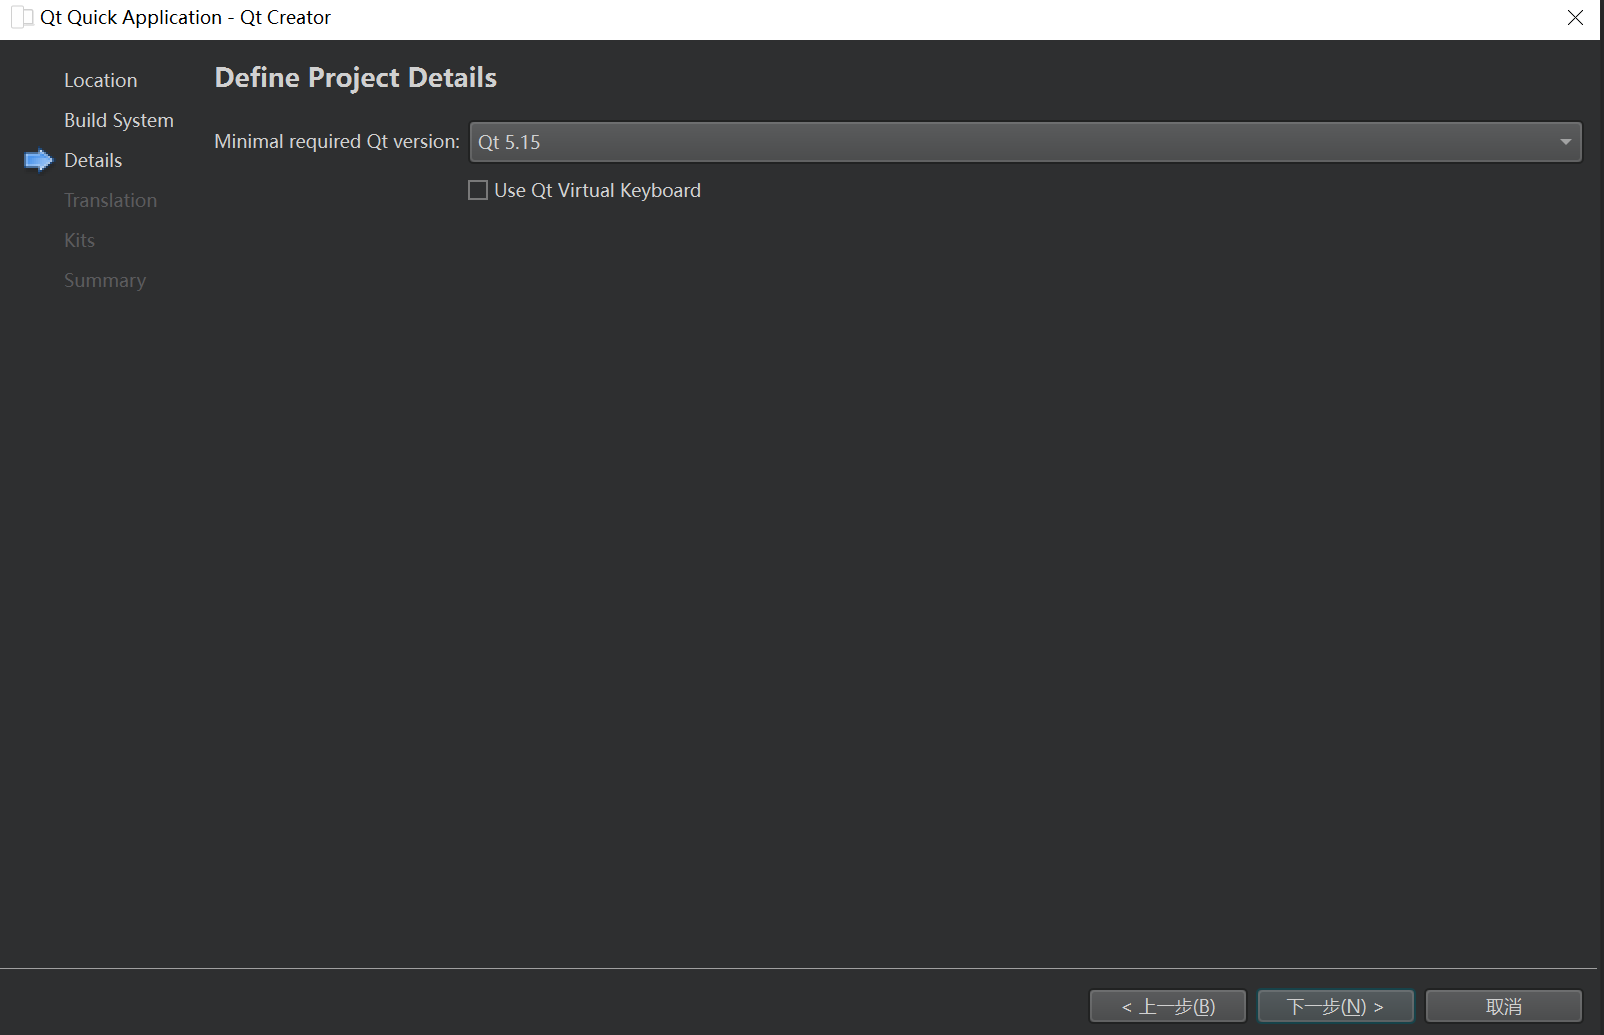 Qt Quick Application - Qt Creator
Location
Build System
Details
Translation
Kits
Summary
Define Project Details
Minimal required Qt version: Qt 5.15
Use Qt Virtual Keyboard
< 上一步(B) 下一步(N) > 取消